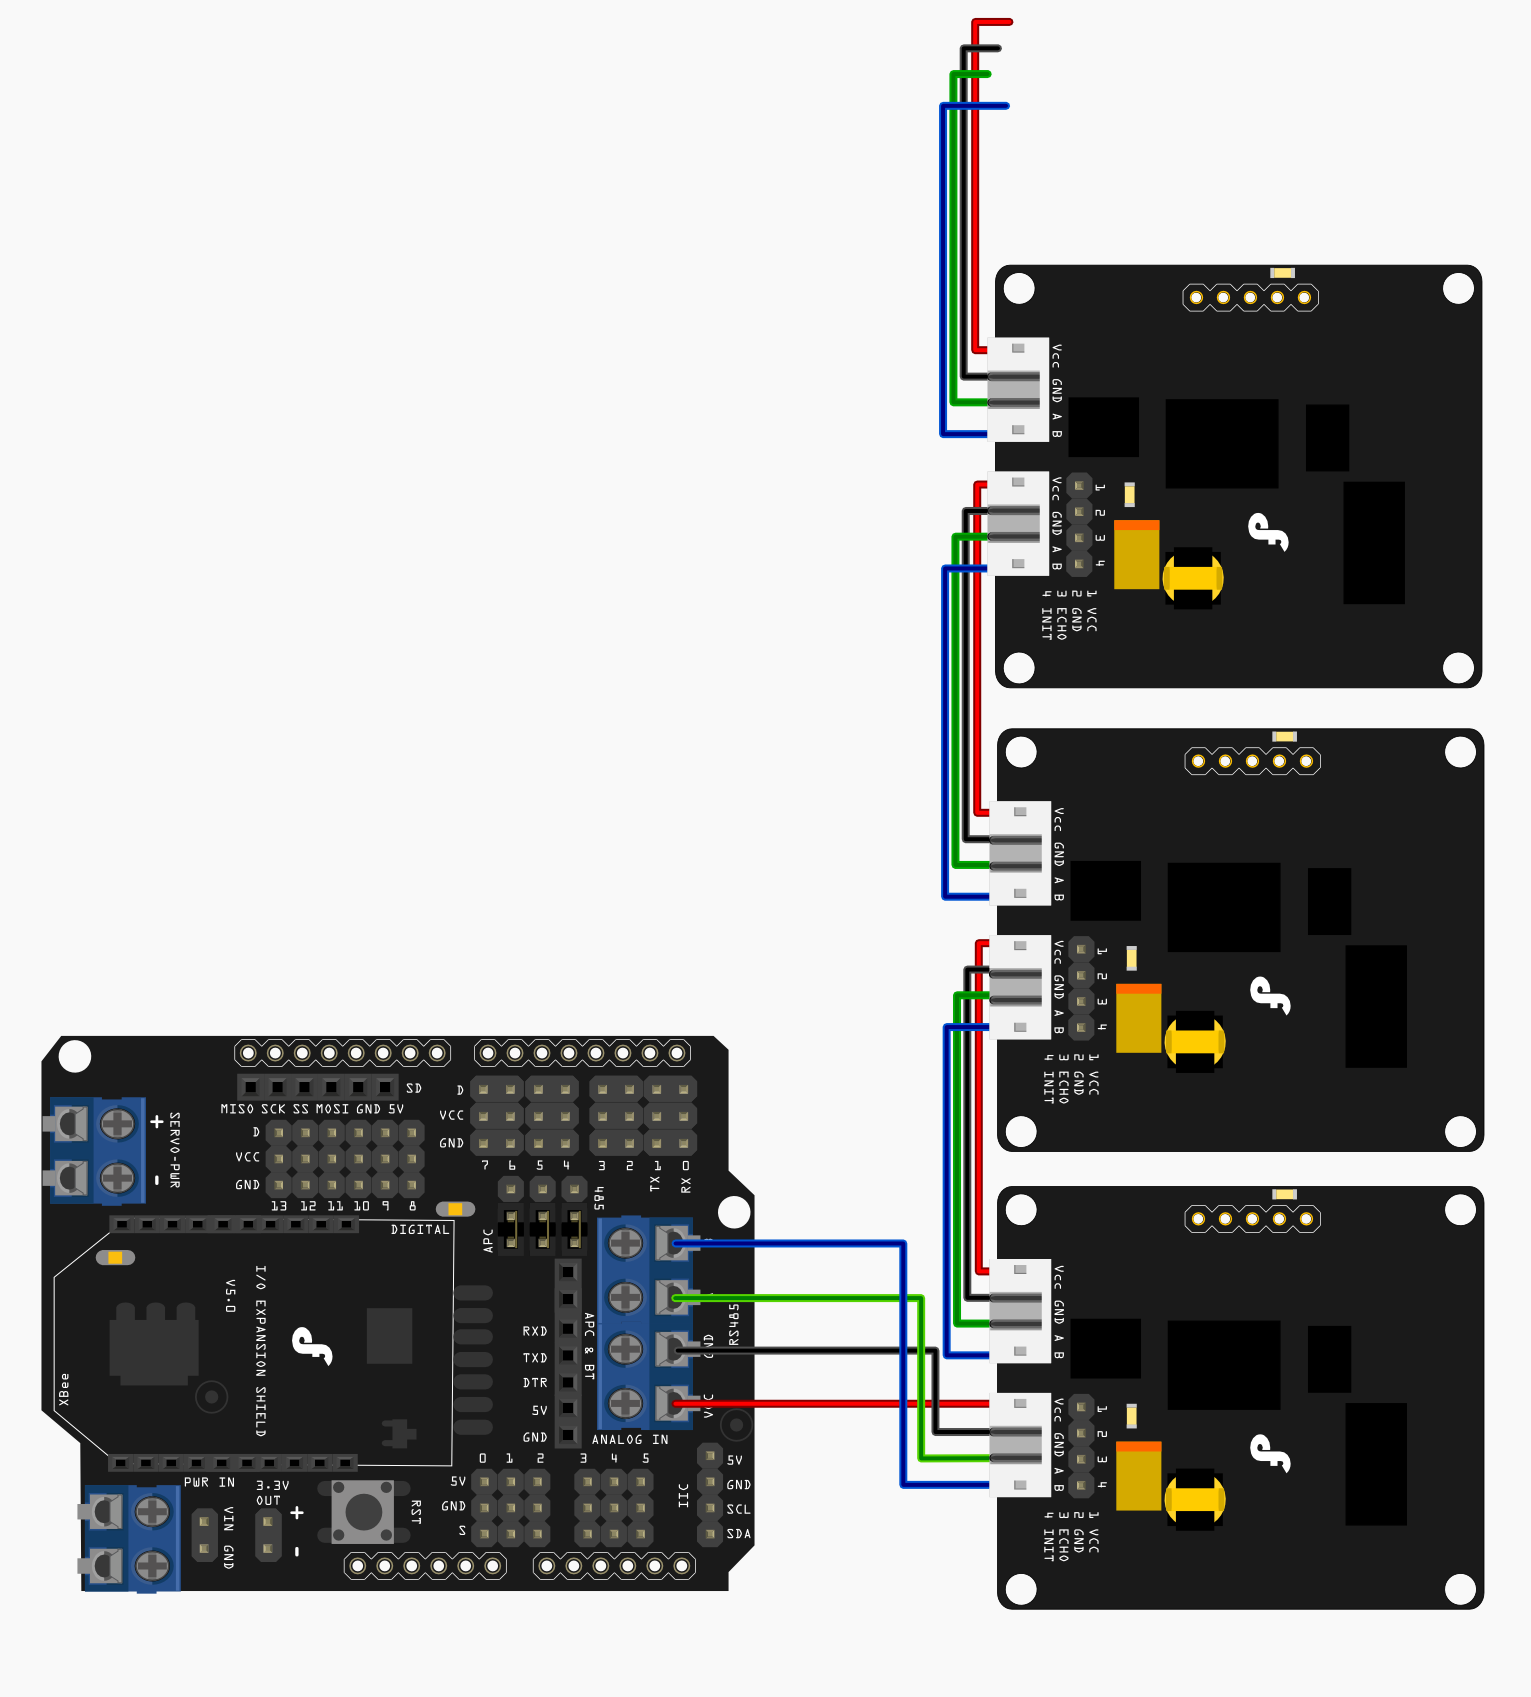 Vcc GND A B
Vcc GND A B
1
2
3
4
1 VCC
2 GND
3 ECHO
4 INIT
Vcc GND A B
Vcc GND A B
1
2
3
4
1 VCC
2 GND
3 ECHO
4 INIT
Vcc GND A B
Vcc GND A B
1
2
3
4
1 VCC
2 GND
3 ECHO
4 INIT
SD
MISO SCK SS MOSI GND 5V
D
VCC
GND
13 12 11 10 9 8
DIGITAL
D
VCC
GND
7 6 5 4 3 2 1 0
TX
RX
SERVO-PWR
+
-
485
APC
V5.0
I/O EXPANSION SHIELD
XBee
RXD
TXD
DTR
5V
GND
APC & BT
GND
RS485
ANALOG IN
0 1 2 3 4 5
5V
GND
S
IIC
5V
GND
SCL
SDA
PWR IN
3.3V
OUT
VIN
GND
+
-
RST